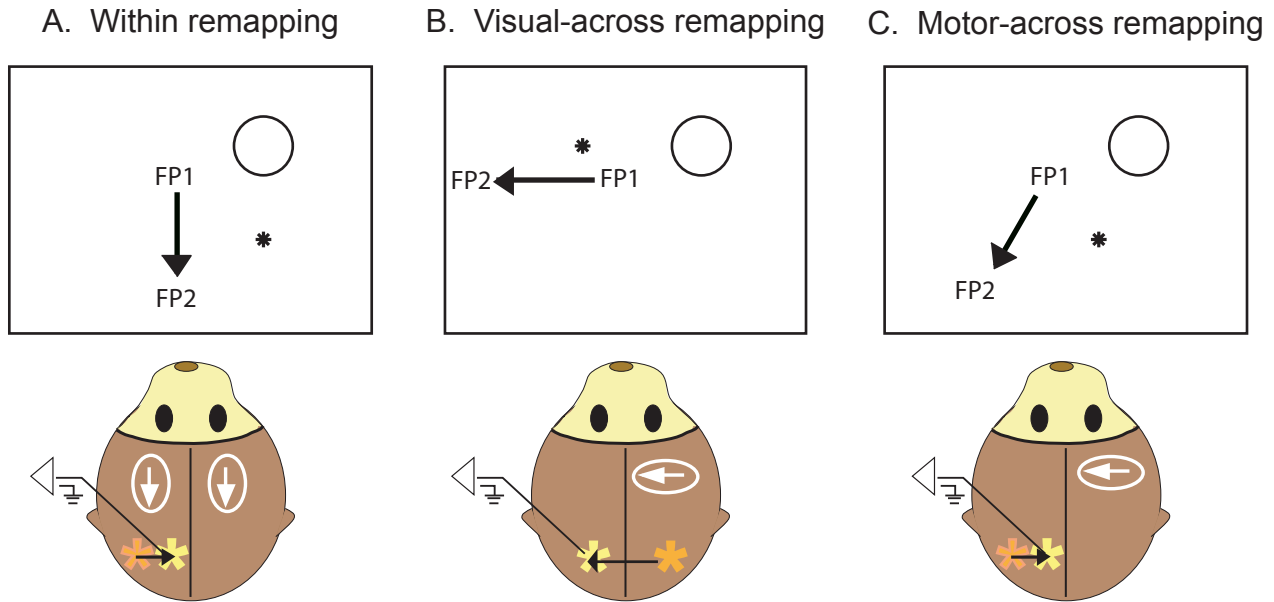 A. Within remapping
B. Visual-across remapping
C. Motor-across remapping
FP1
FP2
FP2
FP1
FP1
FP2